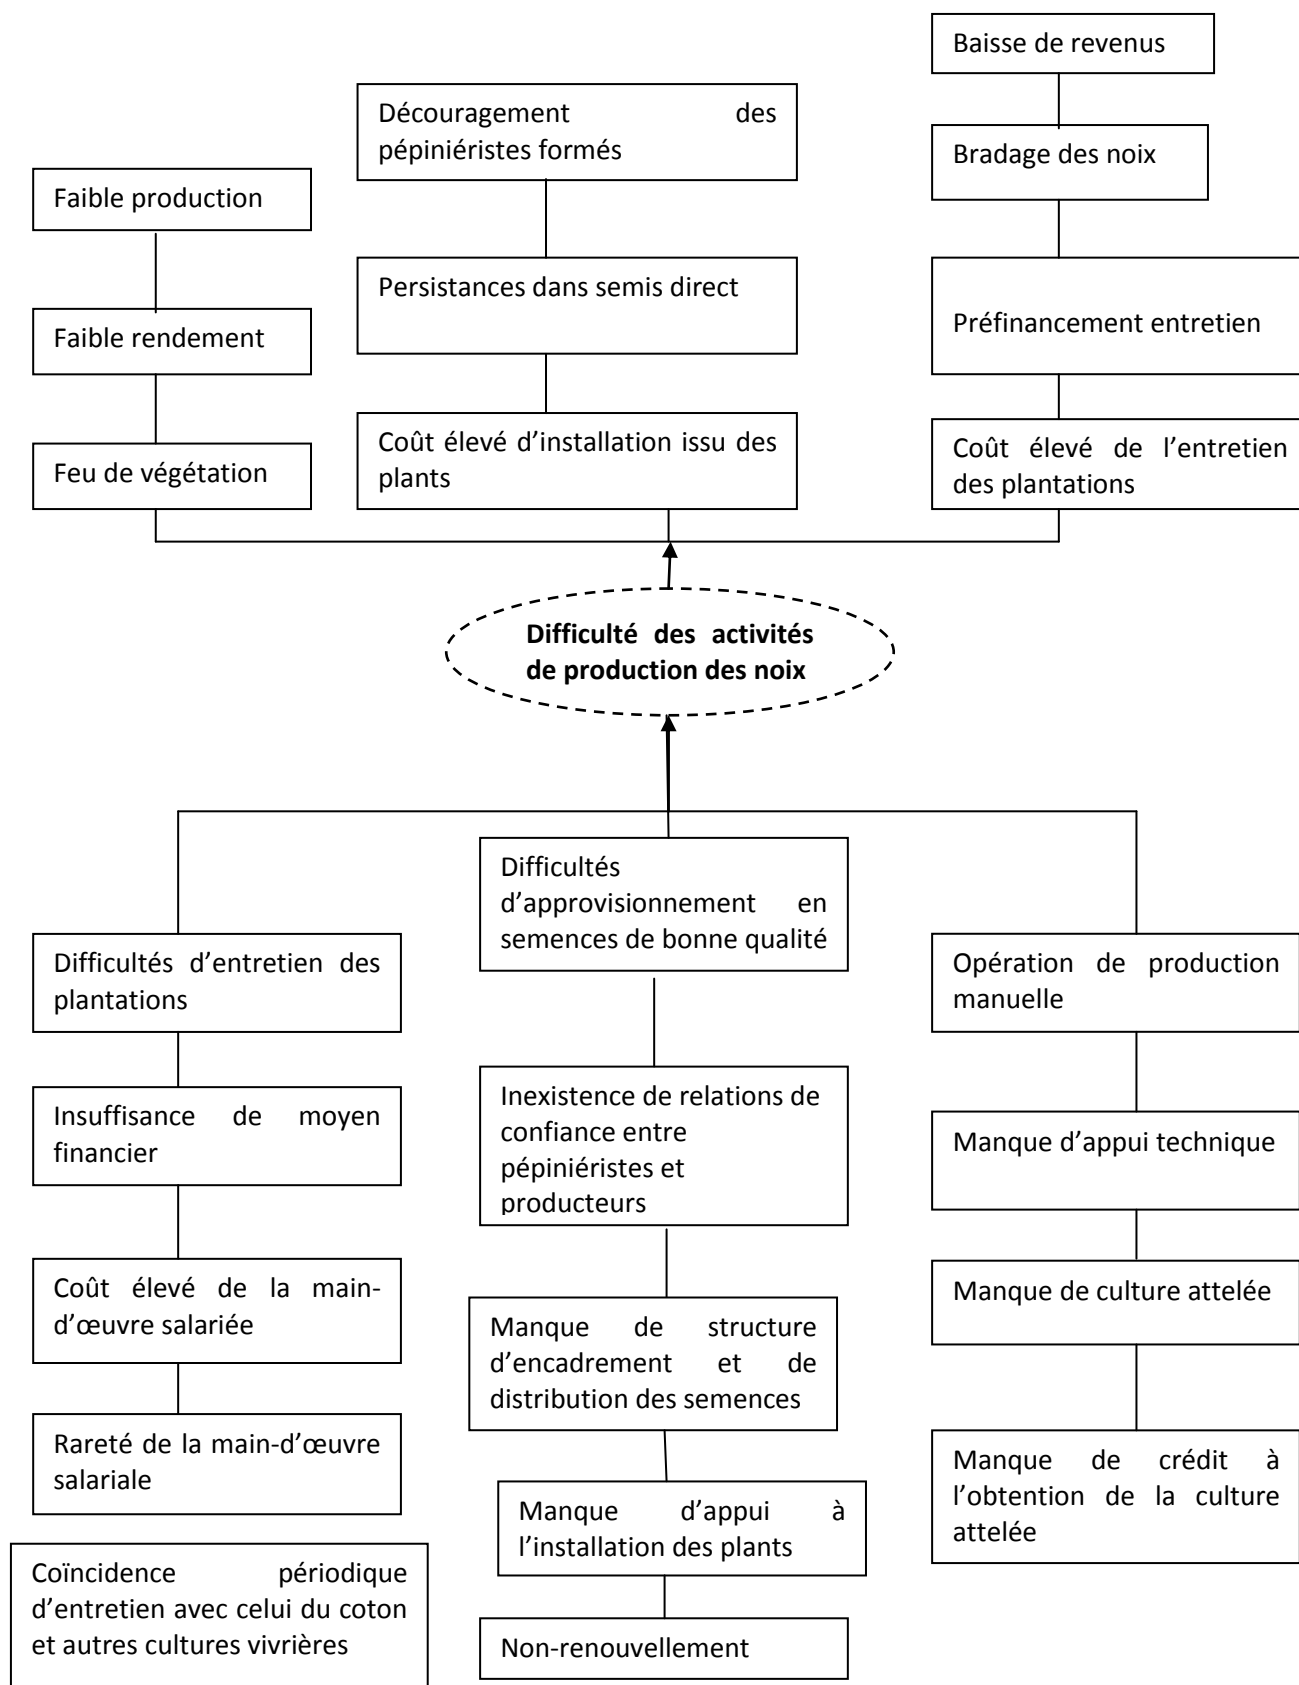 Baisse de revenus
Découragement des
pépiniéristes formés
Bradage des noix
Faible production
Persistances dans semis direct
Préfinancement entretien
Faible rendement
Coût élevé d’installation issu des
plants
Coût élevé de l’entretien
des plantations
Feu de végétation
Difficulté des activités
de production des noix
Difficultés
d’approvisionnement en
semences de bonne qualité
Difficultés d’entretien des
plantations
Opération de production
manuelle
Insuffisance de moyen
financier
Inexistence de relations de
confiance entre
pépiniéristes et
producteurs
Manque d’appui technique
Coût élevé de la main-
d’œuvre salariée
Manque de culture attelée
Manque de structure
d’encadrement et de
distribution des semences
Rareté de la main-d’œuvre
salariale
Manque de crédit à
l’obtention de la culture
attelée
Manque d’appui à
l’installation des plants
Coïncidence périodique
d’entretien avec celui du coton
et autres cultures vivrières
Non-renouvellement